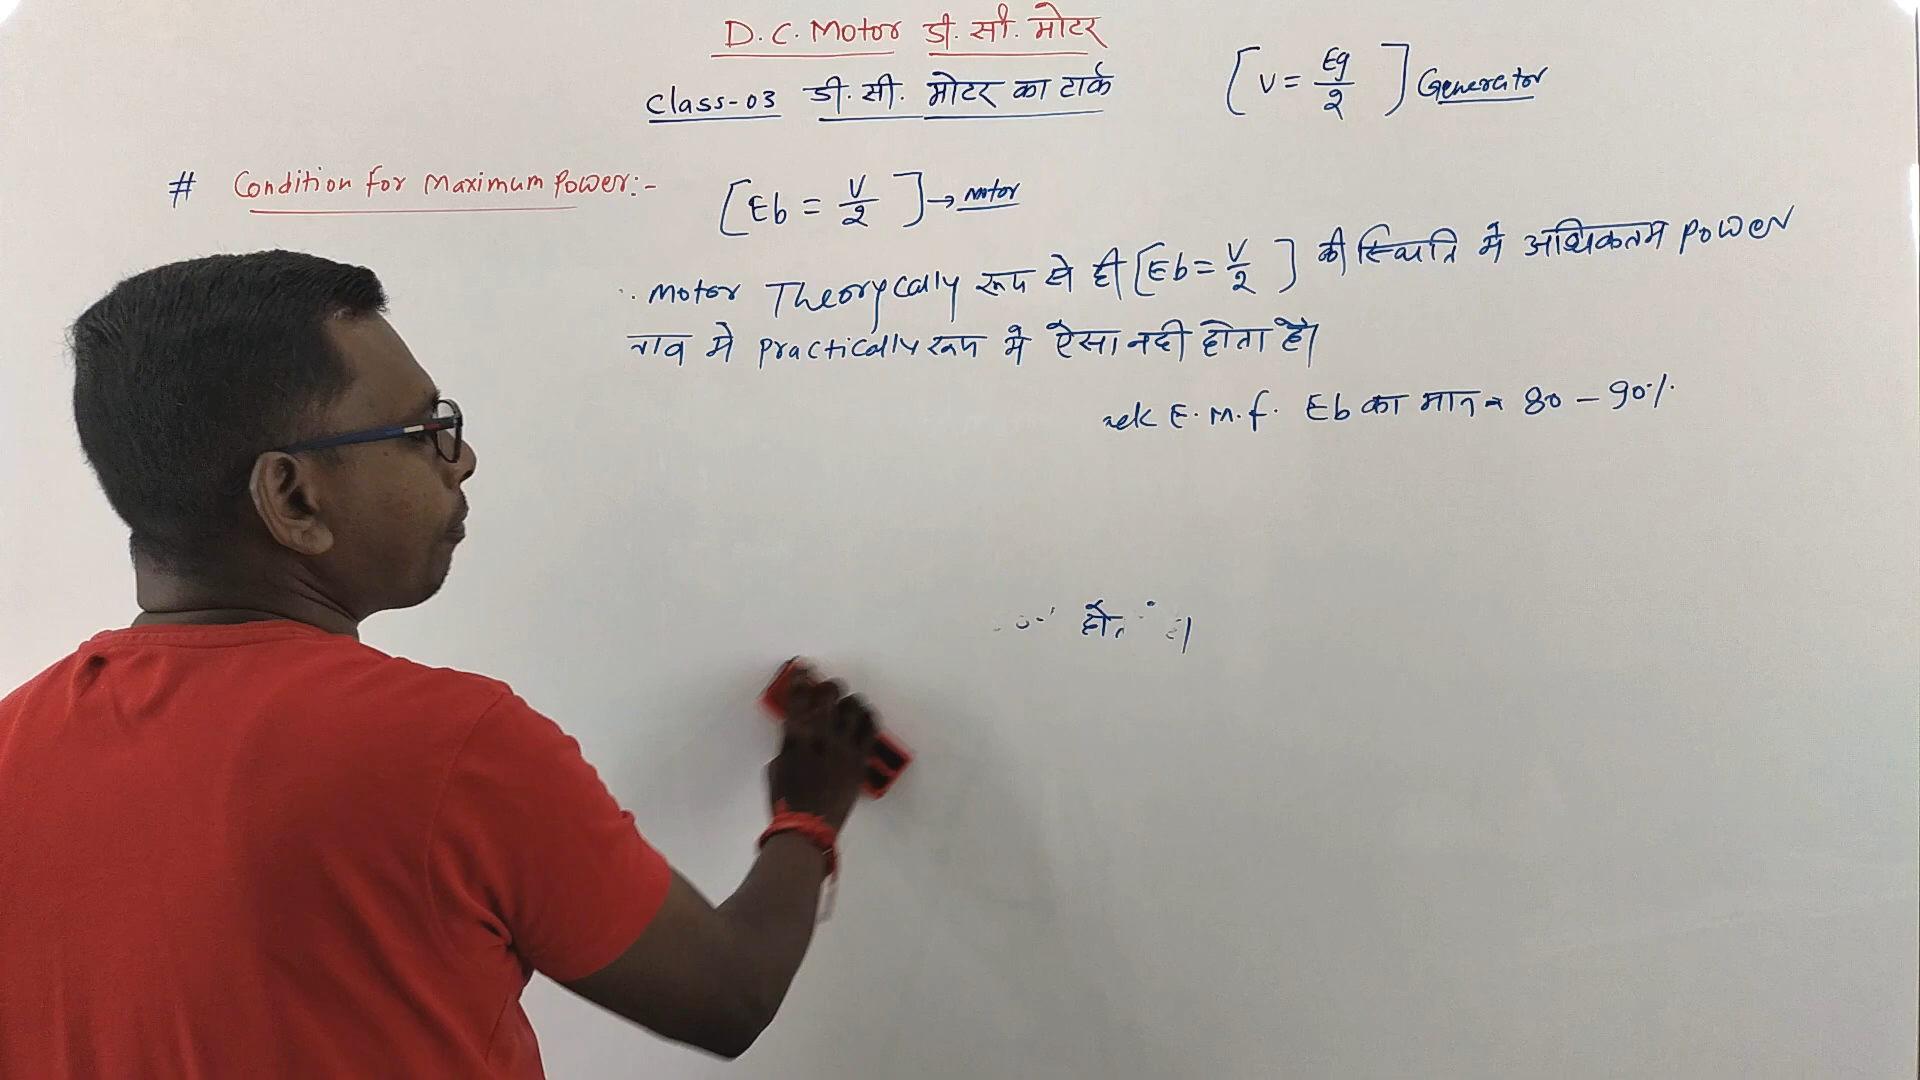 D.C. Motor डी.सी. मोटर
Class-03 डी.सी. मोटर का टार्क
[V = Eg/2] Generator
# Condition for Maximum Power:-
[Eb = V/2] → motor
motor Theorycally रूप से ही [Eb = V/2] की स्थिति में अधिकतम Power
में Practically रूप में ऐसा नही होता है।
E.m.f. Eb का मान 80 – 90%